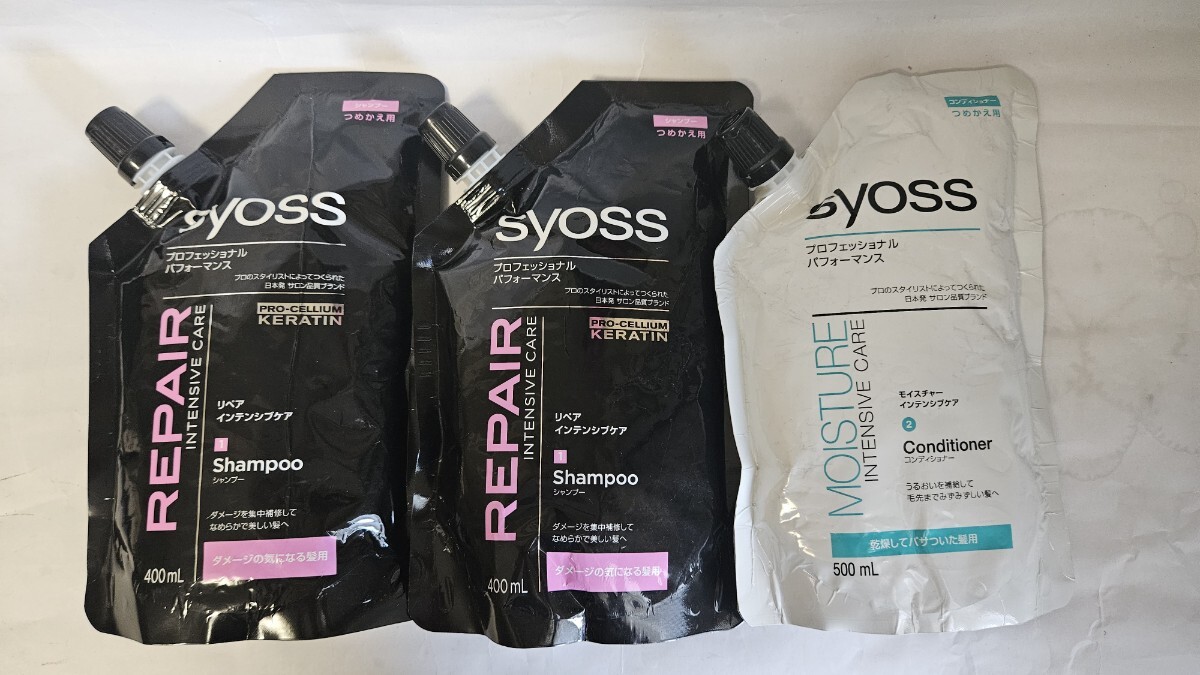 シャンプー
つめかえ用
syoss
プロフェッショナル
パフォーマンス
プロのスタイリストによってつくられた
日本発 サロン品質ブランド
PRO-CELLIUM
KERATIN
REPAIR
INTENSIVE CARE
リペア
インテンシブケア
1
Shampoo
シャンプー
ダメージを集中補修して
なめらかで美しい髪へ
ダメージの気になる髪用
400 mL
シャンプー
つめかえ用
syoss
プロフェッショナル
パフォーマンス
プロのスタイリストによってつくられた
日本発 サロン品質ブランド
PRO-CELLIUM
KERATIN
REPAIR
INTENSIVE CARE
リペア
インテンシブケア
1
Shampoo
シャンプー
ダメージを集中補修して
なめらかで美しい髪へ
ダメージの気になる髪用
400 mL
コンディショナー
つめかえ用
syoss
プロフェッショナル
パフォーマンス
プロのスタイリストによってつくられた
日本発 サロン品質ブランド
MOISTURE
INTENSIVE CARE
モイスチャー
インテンシブケア
2
Conditioner
コンディショナー
うるおいを補給して
毛先までみずみずしい髪へ
乾燥してパサついた髪用
500 mL